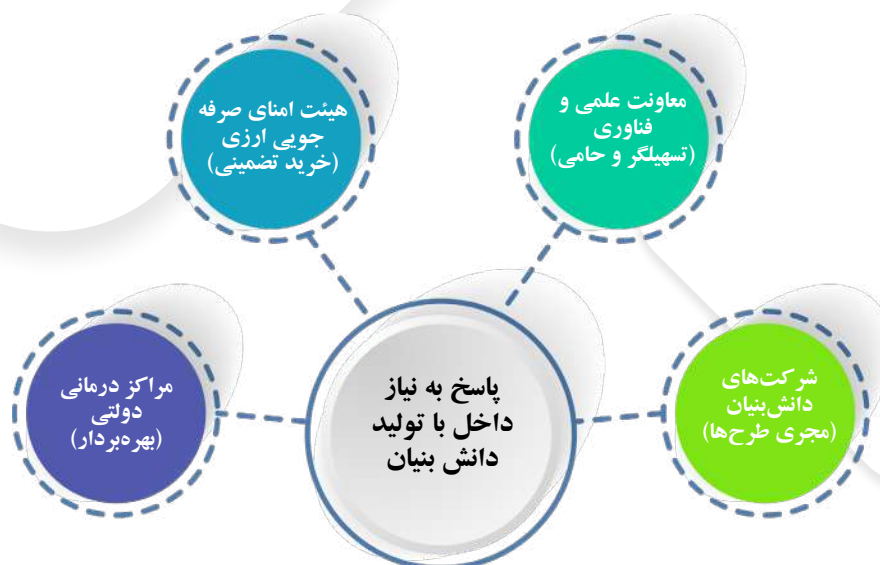 معاونت علمی و
فناوری
(تسهیلگر و حامی)
هیئت امنای صرفه
جویی ارزی
(خرید تضمینی)
شرکت‌های
دانش‌بنیان
(مجری طرح‌ها)
پاسخ به نیاز
داخل با تولید
دانش بنیان
مراکز درمانی
دولتی
(بهره‌بردار)